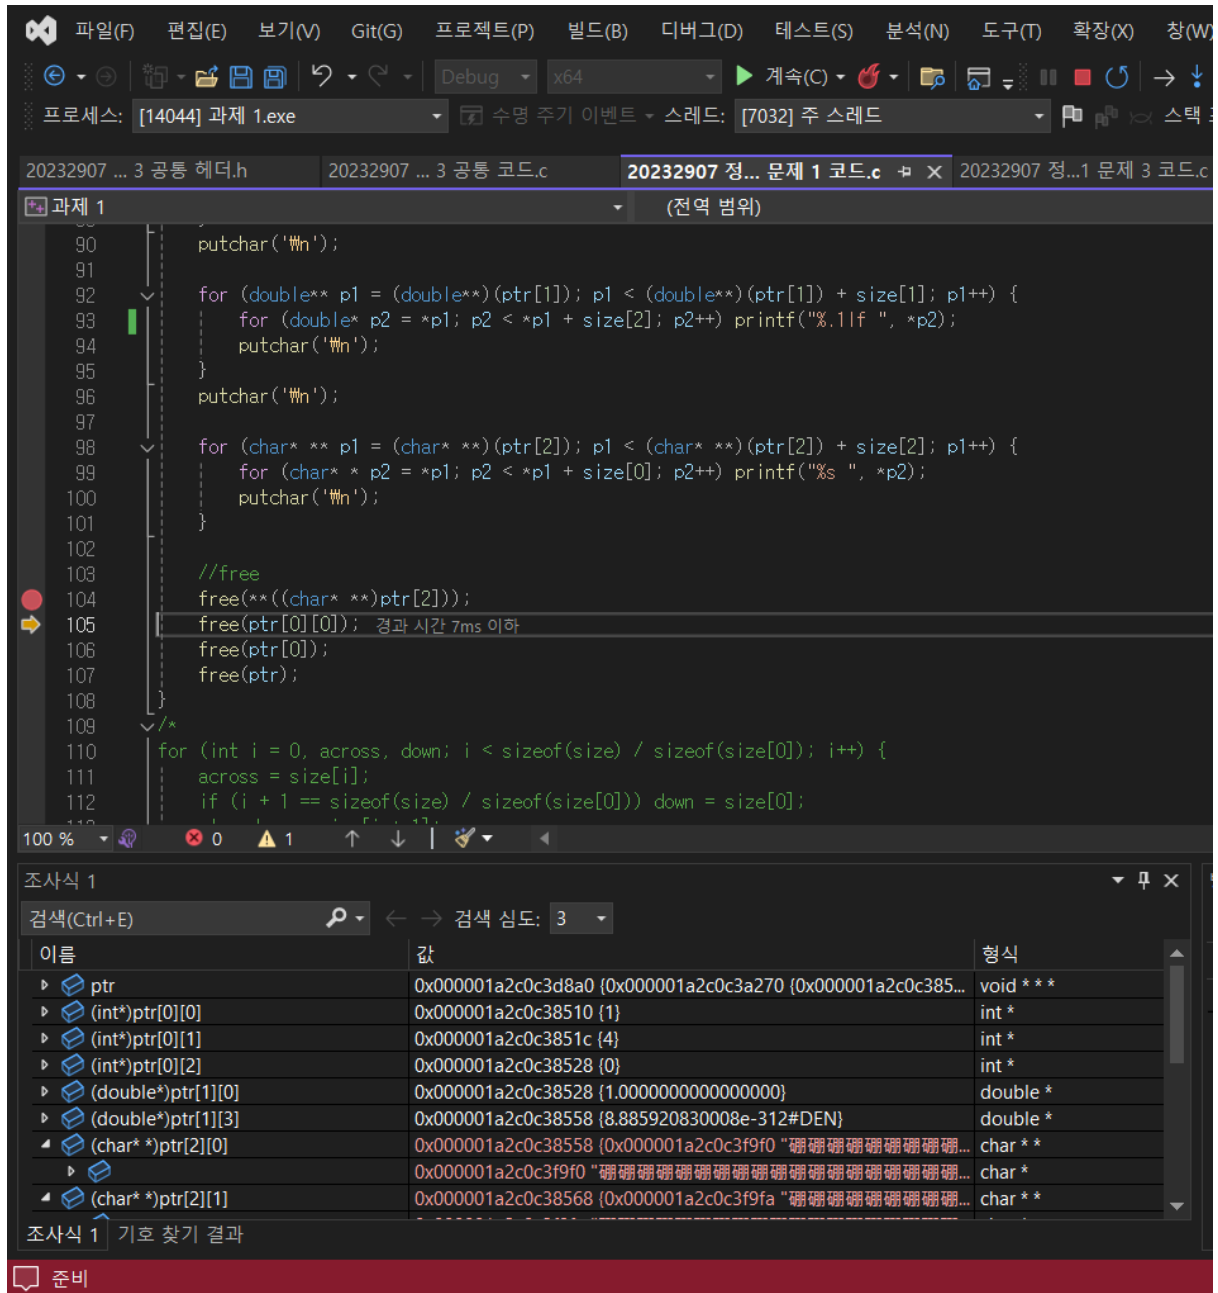 파일(F) 편집(E) 보기(V) Git(G) 프로젝트(P) 빌드(B) 디버그(D) 테스트(S) 분석(N) 도구(T) 확장(X) 창(W)
Debug x64 계속(C)
프로세스: [14044] 과제 1.exe 수명 주기 이벤트 스레드: [7032] 주 스레드 스택
20232907 ... 3 공통 헤더.h 20232907 ... 3 공통 코드.c 20232907 정... 문제 1 코드.c 20232907 정...1 문제 3 코드.c
과제 1 (전역 범위)
90 putchar('₩n');
91
92 for (double** p1 = (double**)(ptr[1]); p1 < (double**)(ptr[1]) + size[1]; p1++) {
93 for (double* p2 = *p1; p2 < *p1 + size[2]; p2++) printf("%.1lf ", *p2);
94 putchar('₩n');
95 }
96 putchar('₩n');
97
98 for (char* ** p1 = (char* **)(ptr[2]); p1 < (char* **)(ptr[2]) + size[2]; p1++) {
99 for (char* * p2 = *p1; p2 < *p1 + size[0]; p2++) printf("%s ", *p2);
100 putchar('₩n');
101 }
102
103 //free
104 free(**((char* **)ptr[2]));
105 free(ptr[0][0]); 경과 시간 7ms 이하
106 free(ptr[0]);
107 free(ptr);
108 }
109 /*
110 for (int i = 0, across, down; i < sizeof(size) / sizeof(size[0]); i++) {
111 across = size[i];
112 if (i + 1 == sizeof(size) / sizeof(size[0])) down = size[0];
100 % 0 1
조사식 1
검색(Ctrl+E) 검색 심도: 3
이름 값 형식
ptr 0x000001a2c0c3d8a0 {0x000001a2c0c3a270 {0x000001a2c0c385... void * * *
(int*)ptr[0][0] 0x000001a2c0c38510 {1} int *
(int*)ptr[0][1] 0x000001a2c0c3851c {4} int *
(int*)ptr[0][2] 0x000001a2c0c38528 {0} int *
(double*)ptr[1][0] 0x000001a2c0c38528 {1.0000000000000000} double *
(double*)ptr[1][3] 0x000001a2c0c38558 {8.885920830008e-312#DEN} double *
(char* *)ptr[2][0] 0x000001a2c0c38558 {0x000001a2c0c3f9f0 "硼硼硼硼硼硼硼硼硼... char * *
0x000001a2c0c3f9f0 "硼硼硼硼硼硼硼硼硼硼硼硼硼硼硼硼硼硼硼... char *
(char* *)ptr[2][1] 0x000001a2c0c38568 {0x000001a2c0c3f9fa "硼硼硼硼硼硼硼硼硼... char * *
조사식 1 기호 찾기 결과
준비